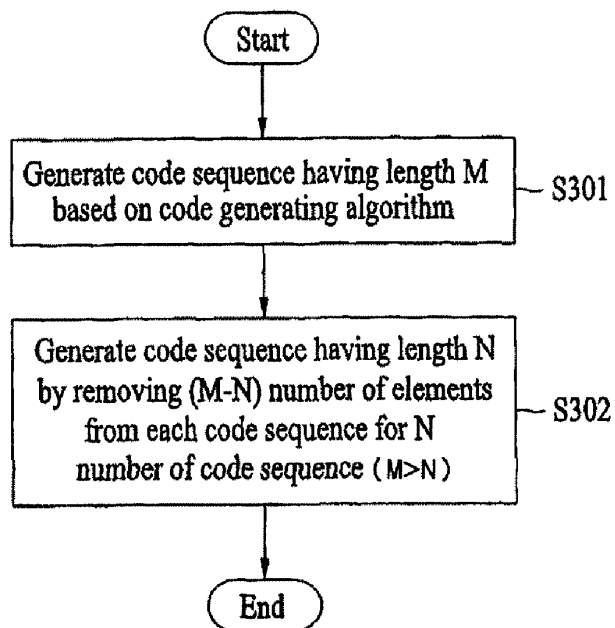 Start
Generate code sequence having length M
based on code generating algorithm
S301
Generate code sequence having length N
by removing (M-N) number of elements
from each code sequence for N
number of code sequence (M>N)
S302
End